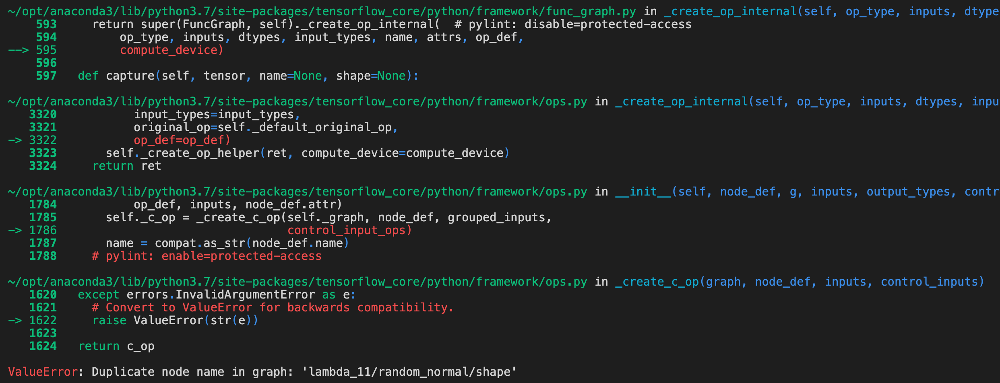 ~/opt/anaconda3/lib/python3.7/site-packages/tensorflow_core/python/framework/func_graph.py in _create_op_internal(self, op_type, inputs, dtype
    593     return super(FuncGraph, self)._create_op_internal(  # pylint: disable=protected-access
    594         op_type, inputs, dtypes, input_types, name, attrs, op_def,
--> 595         compute_device)
    596
    597   def capture(self, tensor, name=None, shape=None):
~/opt/anaconda3/lib/python3.7/site-packages/tensorflow_core/python/framework/ops.py in _create_op_internal(self, op_type, inputs, dtypes, inpu
   3320           input_types=input_types,
   3321           original_op=self._default_original_op,
-> 3322           op_def=op_def)
   3323       self._create_op_helper(ret, compute_device=compute_device)
   3324     return ret
~/opt/anaconda3/lib/python3.7/site-packages/tensorflow_core/python/framework/ops.py in __init__(self, node_def, g, inputs, output_types, contr
   1784           op_def, inputs, node_def.attr)
   1785       self._c_op = _create_c_op(self._graph, node_def, grouped_inputs,
-> 1786                                 control_input_ops)
   1787       name = compat.as_str(node_def.name)
   1788     # pylint: enable=protected-access
~/opt/anaconda3/lib/python3.7/site-packages/tensorflow_core/python/framework/ops.py in _create_c_op(graph, node_def, inputs, control_inputs)
   1620   except errors.InvalidArgumentError as e:
   1621     # Convert to ValueError for backwards compatibility.
-> 1622     raise ValueError(str(e))
   1623
   1624   return c_op
ValueError: Duplicate node name in graph: 'lambda_11/random_normal/shape'